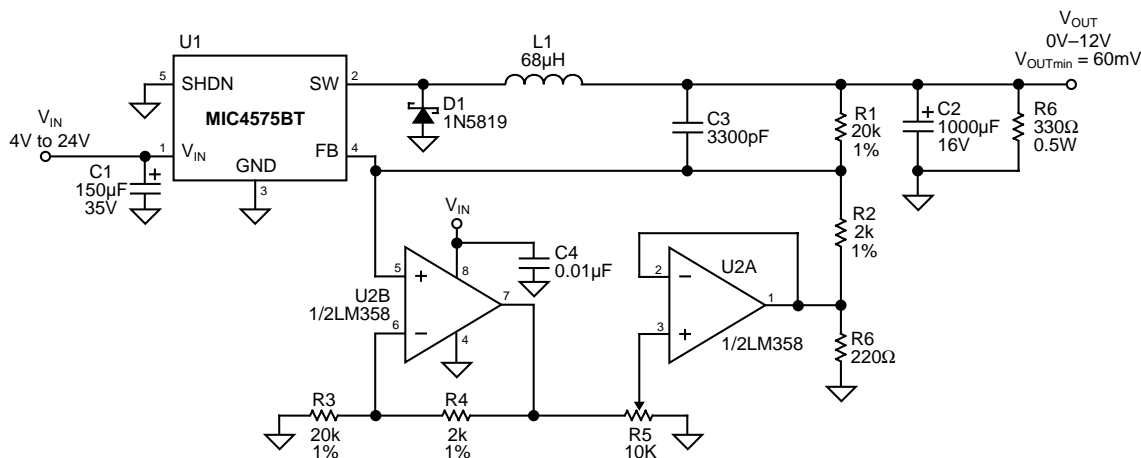 U1
MIC4575BT
5
SHDN
SW
2
1
VIN
FB
4
GND
3
VIN
4V to 24V
C1
150µF
35V
D1
1N5819
L1
68µH
C3
3300pF
R1
20k
1%
C2
1000µF
16V
R6
330Ω
0.5W
VOUT
0V–12V
VOUTmin = 60mV
R2
2k
1%
VIN
C4
0.01µF
5
+
8
U2B
1/2LM358
7
6
−
4
2
−
U2A
1
3
+
1/2LM358
R6
220Ω
R3
20k
1%
R4
2k
1%
R5
10K
+
+